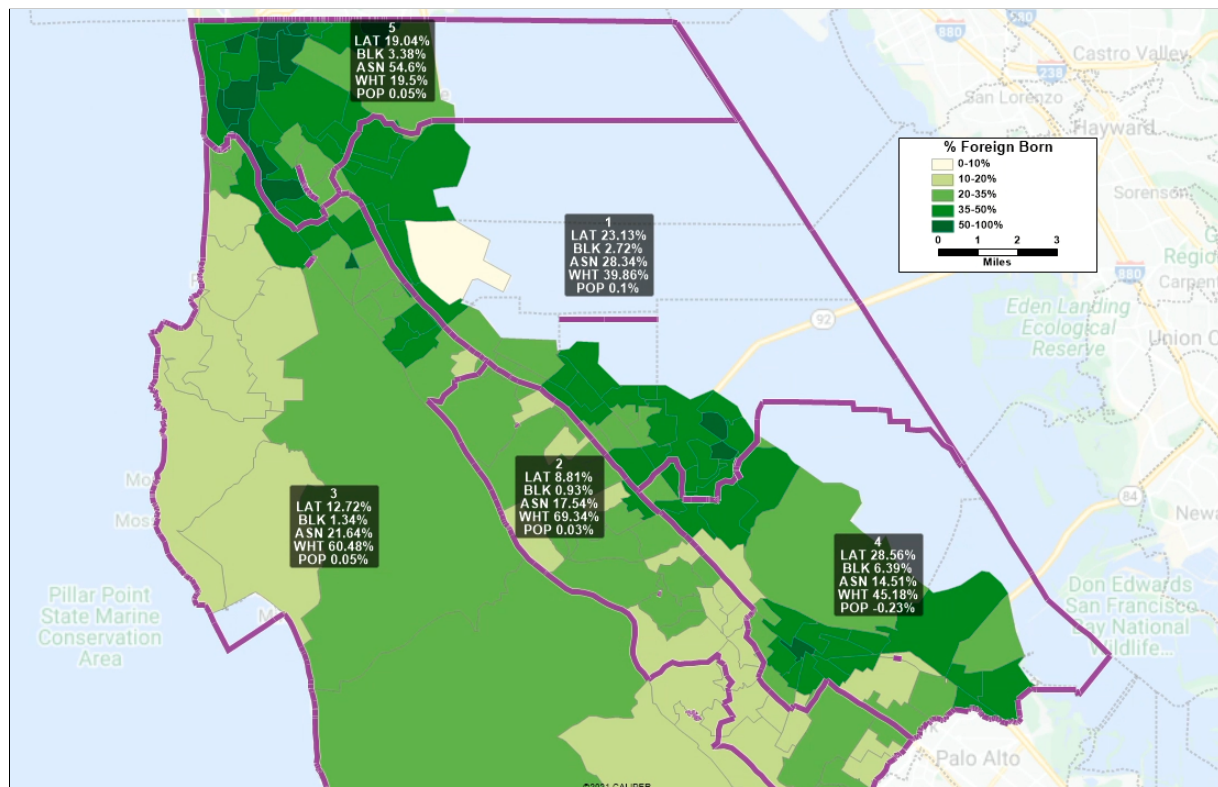 5
LAT 19.04%
BLK 3.38%
ASN 54.6%
WHT 19.5%
POP 0.05%
880
Castro Valley
238
San Lorenzo
Hayward
% Foreign Born
0-10%
10-20%
20-35%
35-50%
50-100%
0 1 2 3
Miles
Sorenson
880
1
LAT 23.13%
BLK 2.72%
ASN 28.34%
WHT 39.86%
POP 0.1%
92
Eden Landing
Ecological
Reserve
Union C
2
LAT 8.81%
BLK 0.93%
ASN 17.54%
WHT 69.34%
POP 0.03%
3
LAT 12.72%
BLK 1.34%
ASN 21.64%
WHT 60.48%
POP 0.05%
84
Newa
4
LAT 28.56%
BLK 6.39%
ASN 14.51%
WHT 45.18%
POP -0.23%
Pillar Point
State Marine
Conservation
Area
Don Edwards
San Francisco
Bay National
Wildlife...
Palo Alto